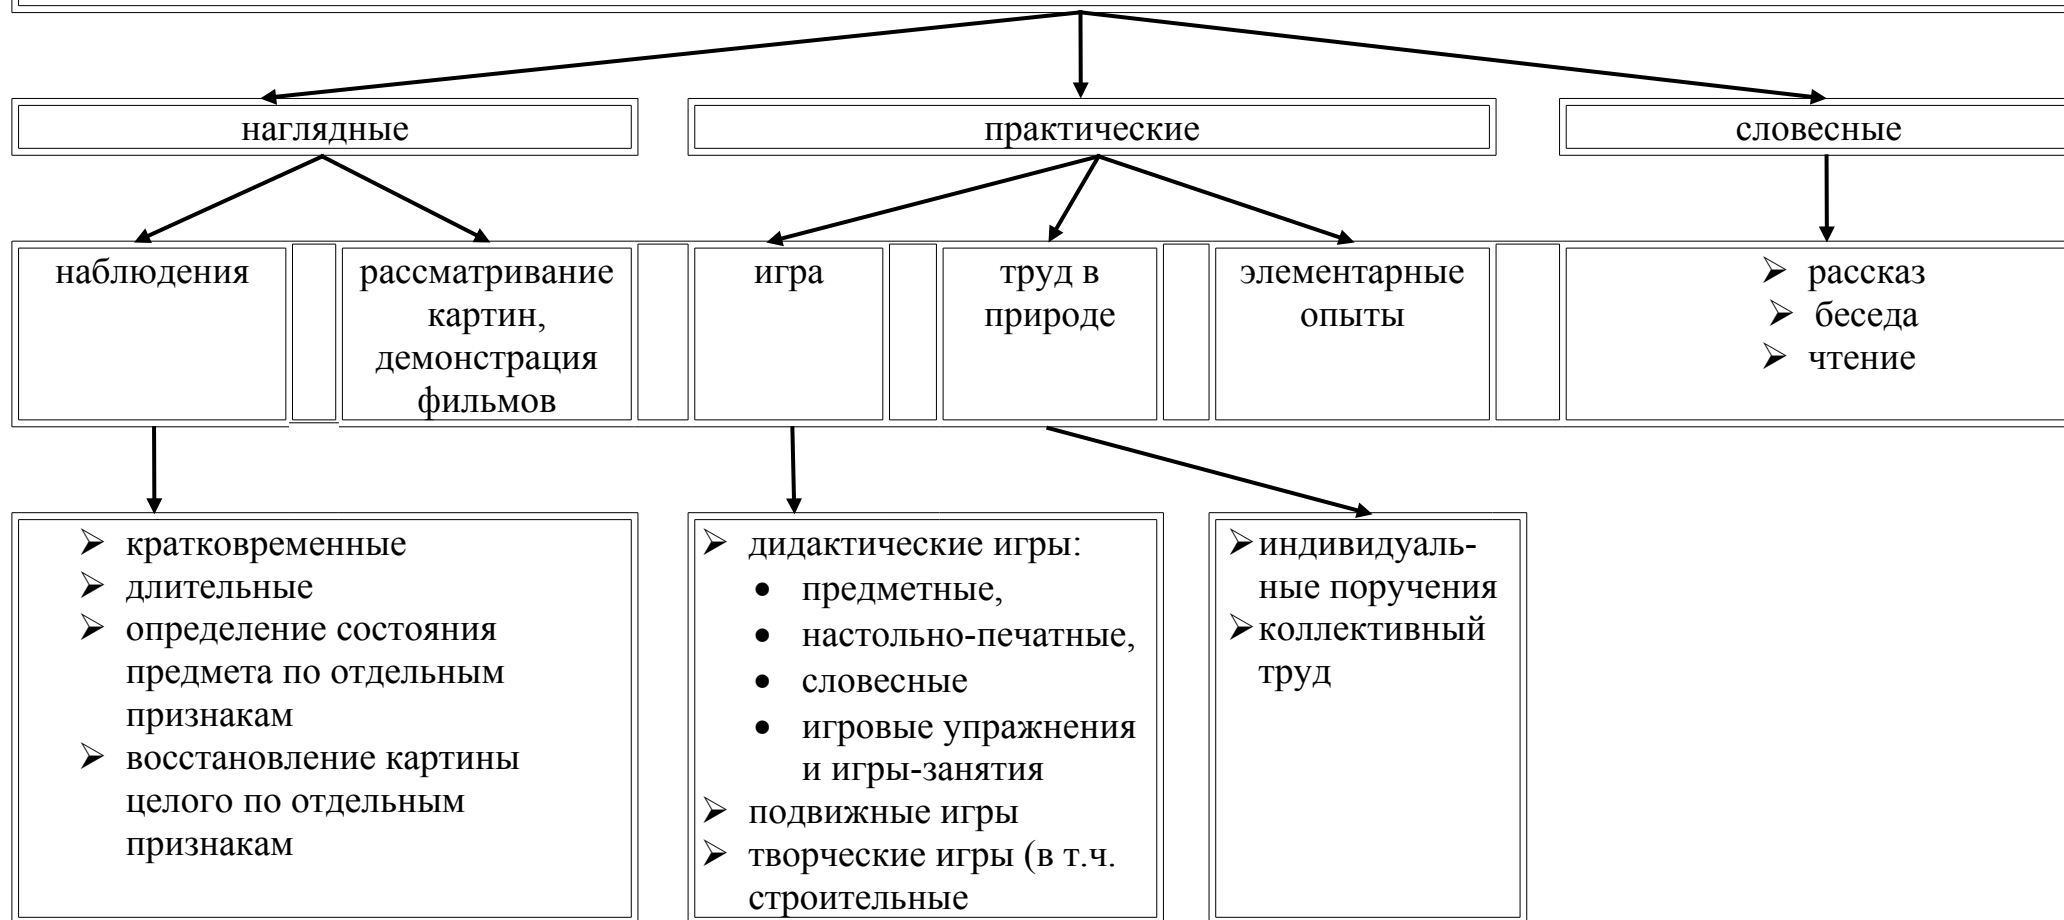 наглядные
практические
словесные
наблюдения
рассматривание
картин,
демонстрация
фильмов
игра
труд в
природе
элементарные
опыты
➢ рассказ
➢ беседа
➢ чтение
➢ кратковременные
➢ длительные
➢ определение состояния
предмета по отдельным
признакам
➢ восстановление картины
целого по отдельным
признакам
➢ дидактические игры:
• предметные,
• настольно-печатные,
• словесные
• игровые упражнения
и игры-занятия
➢ подвижные игры
➢ творческие игры (в т.ч.
строительные
➢ индивидуаль-
ные поручения
➢ коллективный
труд